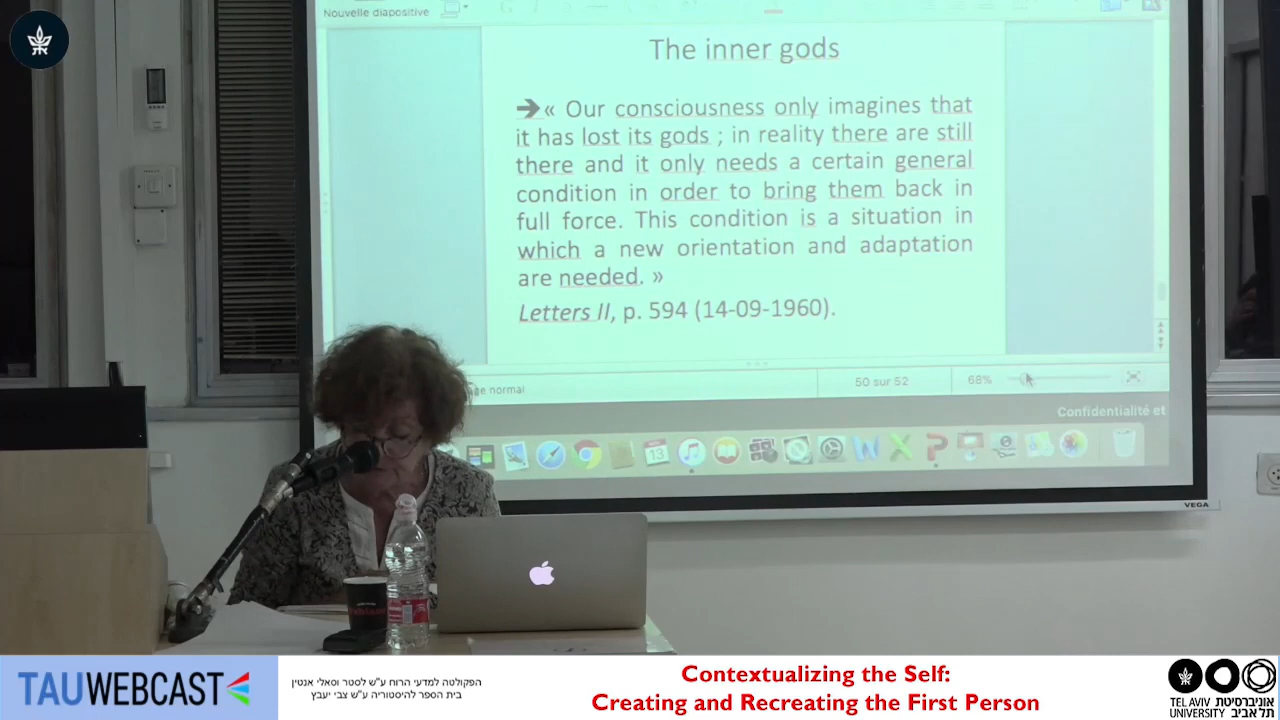 Nouvelle diapositive
The inner gods
➔« Our consciousness only imagines that
it has lost its gods ; in reality there are still
there and it only needs a certain general
condition in order to bring them back in
full force. This condition is a situation in
which a new orientation and adaptation
are needed. »
Letters II, p. 594 (14-09-1960).
normal
50 sur 52
68%
Confidentialité et
13
VEGA
TAUWEBCAST
הפקולטה למדעי הרוח ע"ש לסטר וסאלי אנטין
בית הספר להיסטוריה ע"ש צבי יעבץ
Contextualizing the Self:
Creating and Recreating the First Person
TEL AVIV אוניברסיטת
UNIVERSITY תל אביב